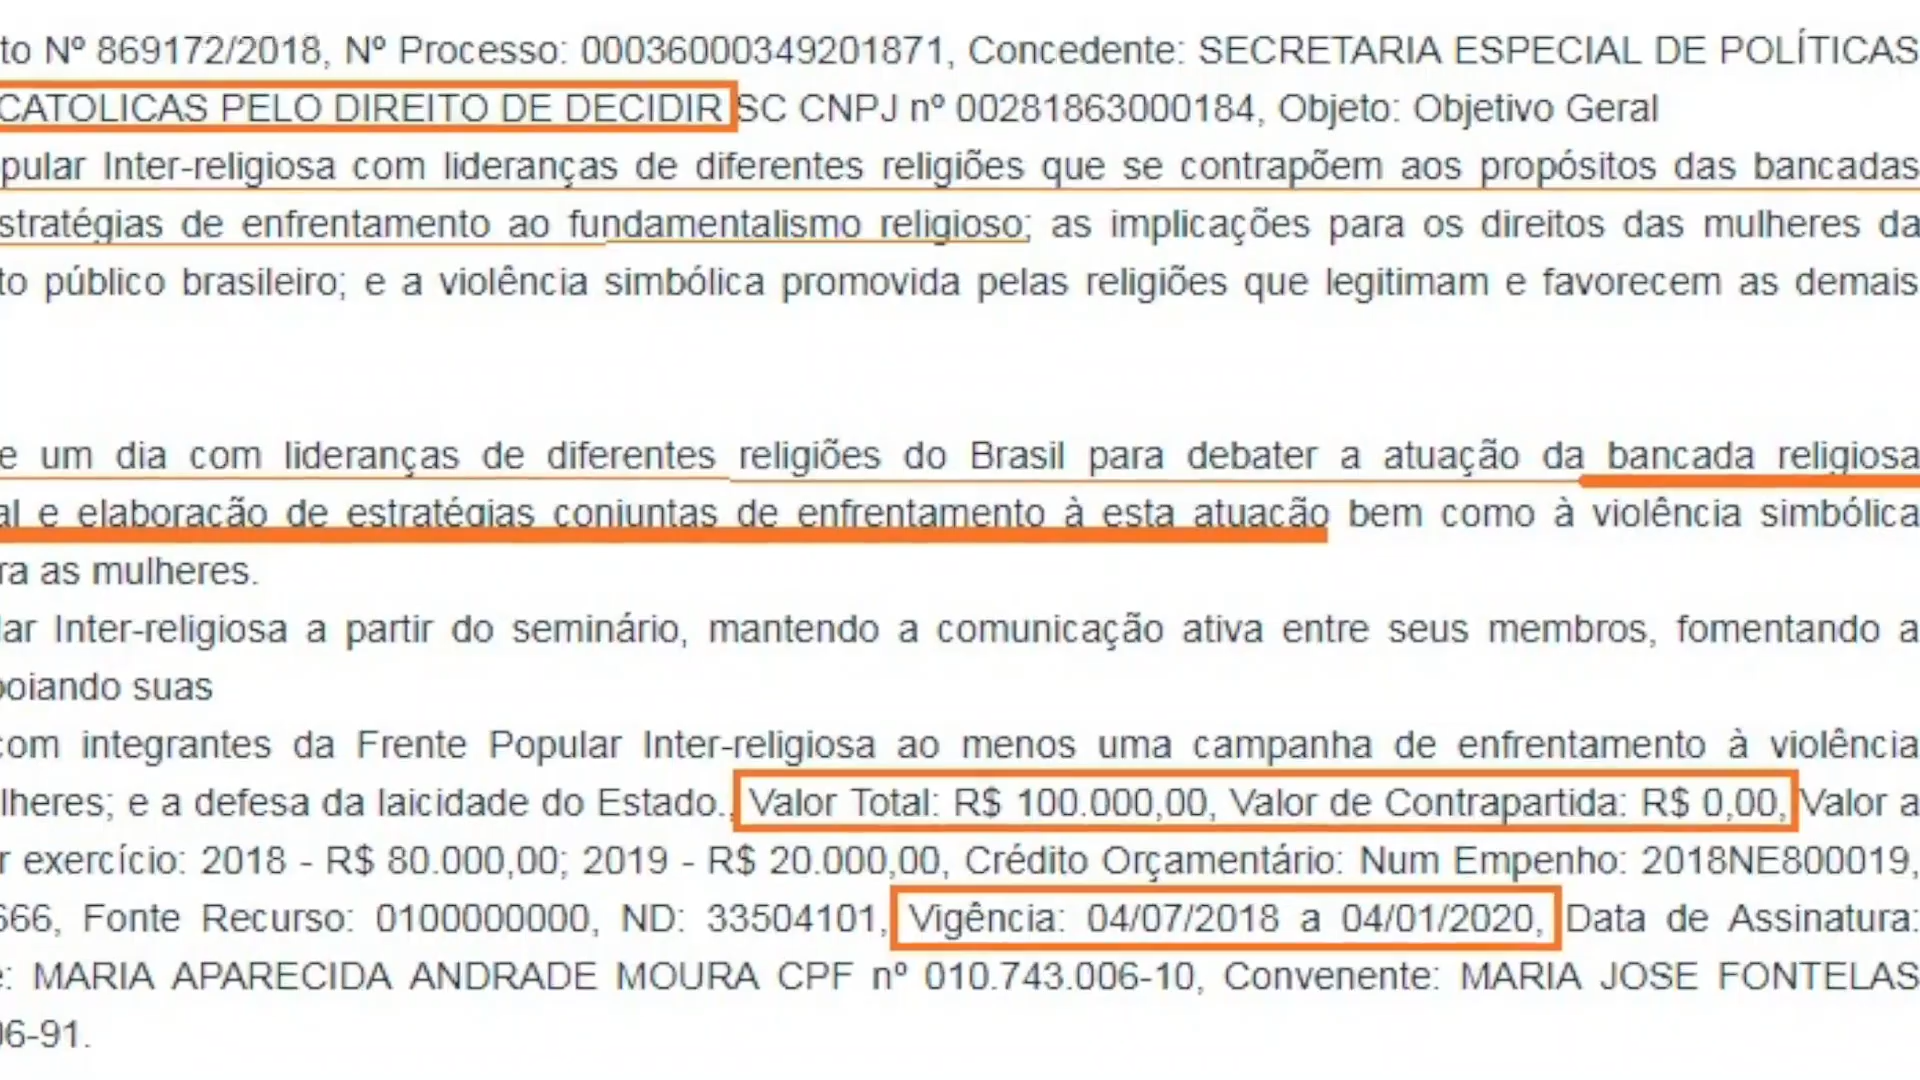 to Nº 869172/2018, Nº Processo: 00036000349201871, Concedente: SECRETARIA ESPECIAL DE POLÍTICAS
CATOLICAS PELO DIREITO DE DECIDIR SC CNPJ nº 00281863000184, Objeto: Objetivo Geral
pular Inter-religiosa com lideranças de diferentes religiões que se contrapõem aos propósitos das bancadas
stratégias de enfrentamento ao fundamentalismo religioso; as implicações para os direitos das mulheres da
to público brasileiro; e a violência simbólica promovida pelas religiões que legitimam e favorecem as demais
e um dia com lideranças de diferentes religiões do Brasil para debater a atuação da bancada religiosa
al e elaboração de estratégias conjuntas de enfrentamento à esta atuação bem como à violência simbólica
ra as mulheres.
lar Inter-religiosa a partir do seminário, mantendo a comunicação ativa entre seus membros, fomentando a
poiando suas
com integrantes da Frente Popular Inter-religiosa ao menos uma campanha de enfrentamento à violência
lheres; e a defesa da laicidade do Estado., Valor Total: R$ 100.000,00, Valor de Contrapartida: R$ 0,00, Valor a
r exercício: 2018 - R$ 80.000,00; 2019 - R$ 20.000,00, Crédito Orçamentário: Num Empenho: 2018NE800019,
666, Fonte Recurso: 0100000000, ND: 33504101, Vigência: 04/07/2018 a 04/01/2020, Data de Assinatura:
e: MARIA APARECIDA ANDRADE MOURA CPF nº 010.743.006-10, Convenente: MARIA JOSE FONTELAS
06-91.